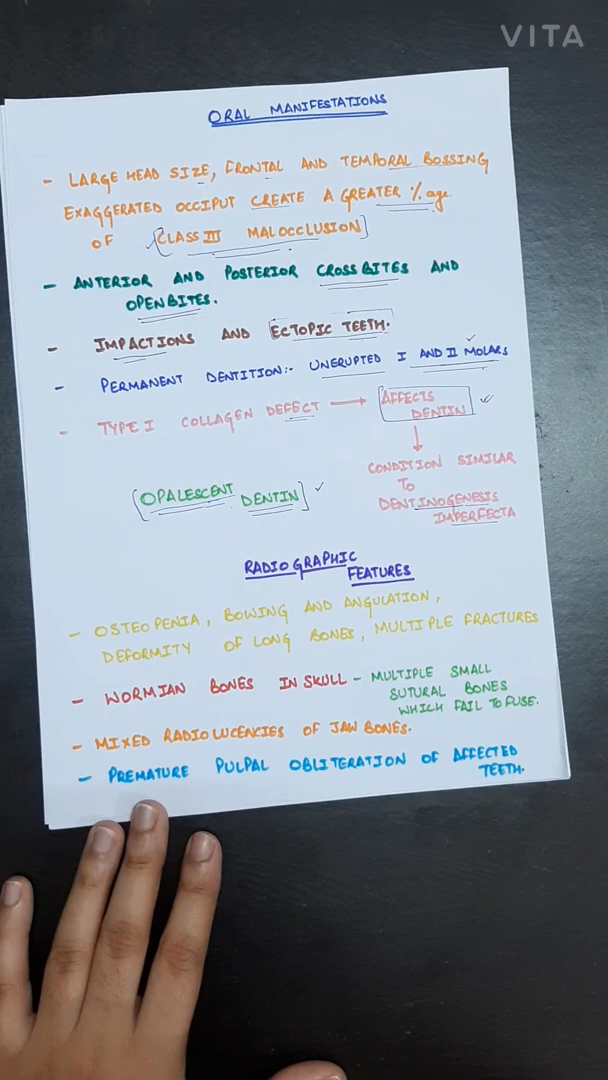 VITA
ORAL MANIFESTATIONS
- LARGE HEAD SIZE, FRONTAL AND TEMPORAL BOSSING
EXAGGERATED OCCIPUT CREATE A GREATER %age
OF [CLASS III MALOCCLUSION]
- ANTERIOR AND POSTERIOR CROSSBITES AND
OPENBITES.
- IMPACTIONS AND ECTOPIC TEETH.
- PERMANENT DENTITION:- UNERUPTED I AND II MOLARS
- TYPE I COLLAGEN DEFECT → AFFECTS
DENTIN ✓
↓
CONDITION SIMILAR
TO
DENTINOGENESIS
IMPERFECTA
[OPALESCENT DENTIN] ✓
RADIOGRAPHIC
FEATURES
- OSTEOPENIA, BOWING AND ANGULATION,
DEFORMITY OF LONG BONES, MULTIPLE FRACTURES
- WORMIAN BONES IN SKULL - MULTIPLE SMALL
SUTURAL BONES
WHICH FAIL TO FUSE.
- MIXED RADIOLUCENCIES OF JAW BONES.
- PREMATURE PULPAL OBLITERATION OF AFFECTED
TEETH.